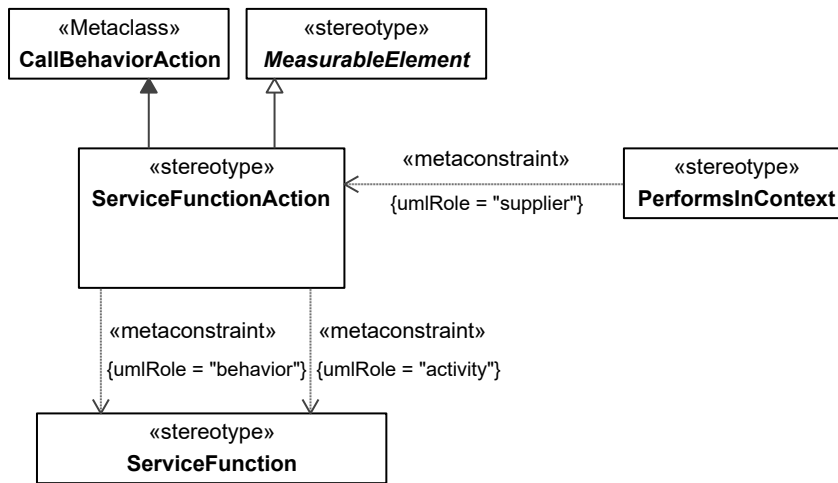 «Metaclass»
CallBehaviorAction
«stereotype»
MeasurableElement
«stereotype»
ServiceFunctionAction
«metaconstraint»
{umlRole = "supplier"}
«stereotype»
PerformsInContext
«metaconstraint»
{umlRole = "behavior"}
«metaconstraint»
{umlRole = "activity"}
«stereotype»
ServiceFunction